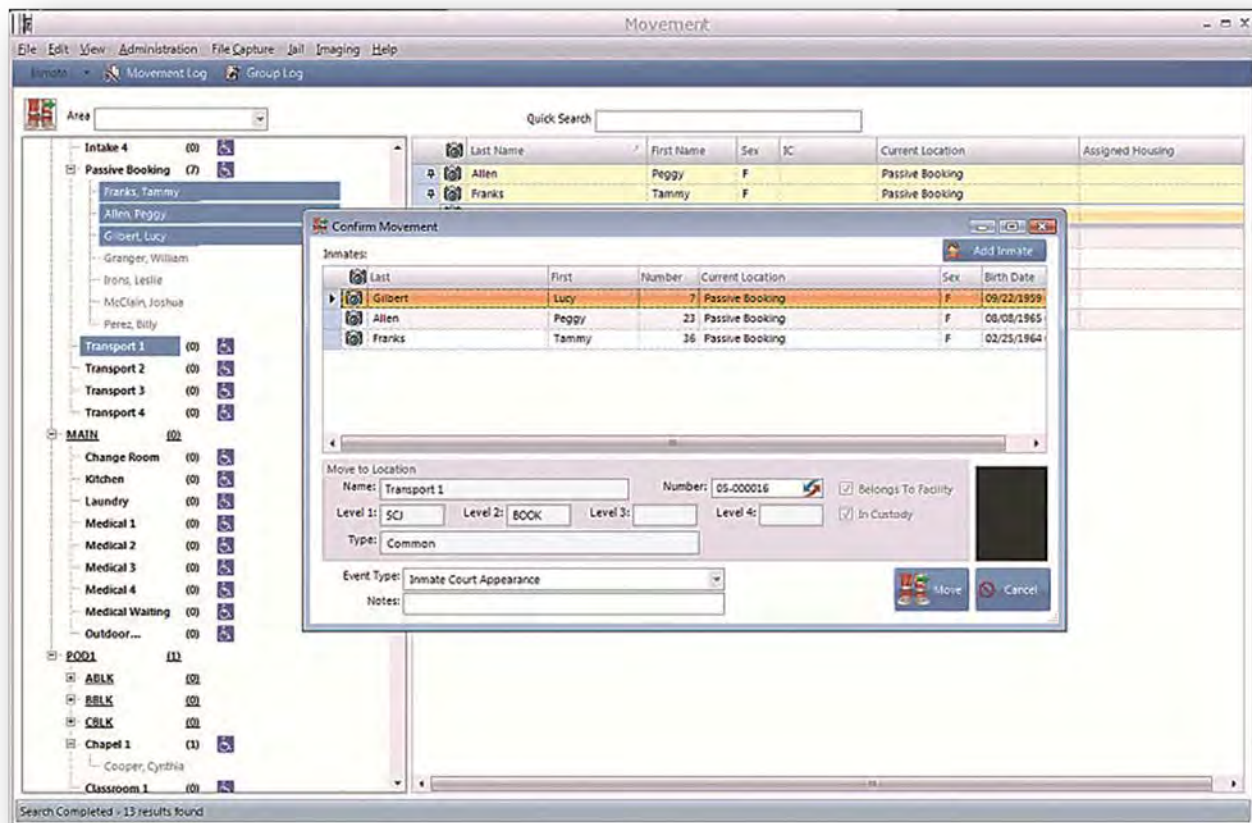 Movement
File Edit View Administration File Capture Jail Imaging Help
Inmate Movement Log Group Log
Area
Quick Search
Intake 4 (0)
Passive Booking (7)
Franks, Tammy
Allen, Peggy
Gilbert, Lucy
Granger, William
Irons, Leslie
McClain, Joshua
Perez, Billy
Transport 1 (0)
Transport 2 (0)
Transport 3 (0)
Transport 4 (0)
MAIN (0)
Change Room (0)
Kitchen (0)
Laundry (0)
Medical 1 (0)
Medical 2 (0)
Medical 3 (0)
Medical 4 (0)
Medical Waiting (0)
Outdoor... (0)
POD1 (1)
ABLK (0)
BBLK (0)
CBLK (0)
Chapel 1 (1)
Cooper, Cynthia
Classroom 1 (0)
Last Name First Name Sex IC Current Location Assigned Housing
Allen Peggy F Passive Booking
Franks Tammy F Passive Booking
Confirm Movement
Inmates:
Add Inmate
Last First Number Current Location Sex Birth Date
Gilbert Lucy 7 Passive Booking F 09/22/1959
Allen Peggy 23 Passive Booking F 08/08/1965
Franks Tammy 36 Passive Booking F 02/25/1964
Move to Location
Name: Transport 1 Number: 05-000016 Belongs To Facility
Level 1: SCJ Level 2: BOOK Level 3: Level 4: In Custody
Type: Common
Event Type: Inmate Court Appearance
Notes:
Move Cancel
Search Completed - 13 results found